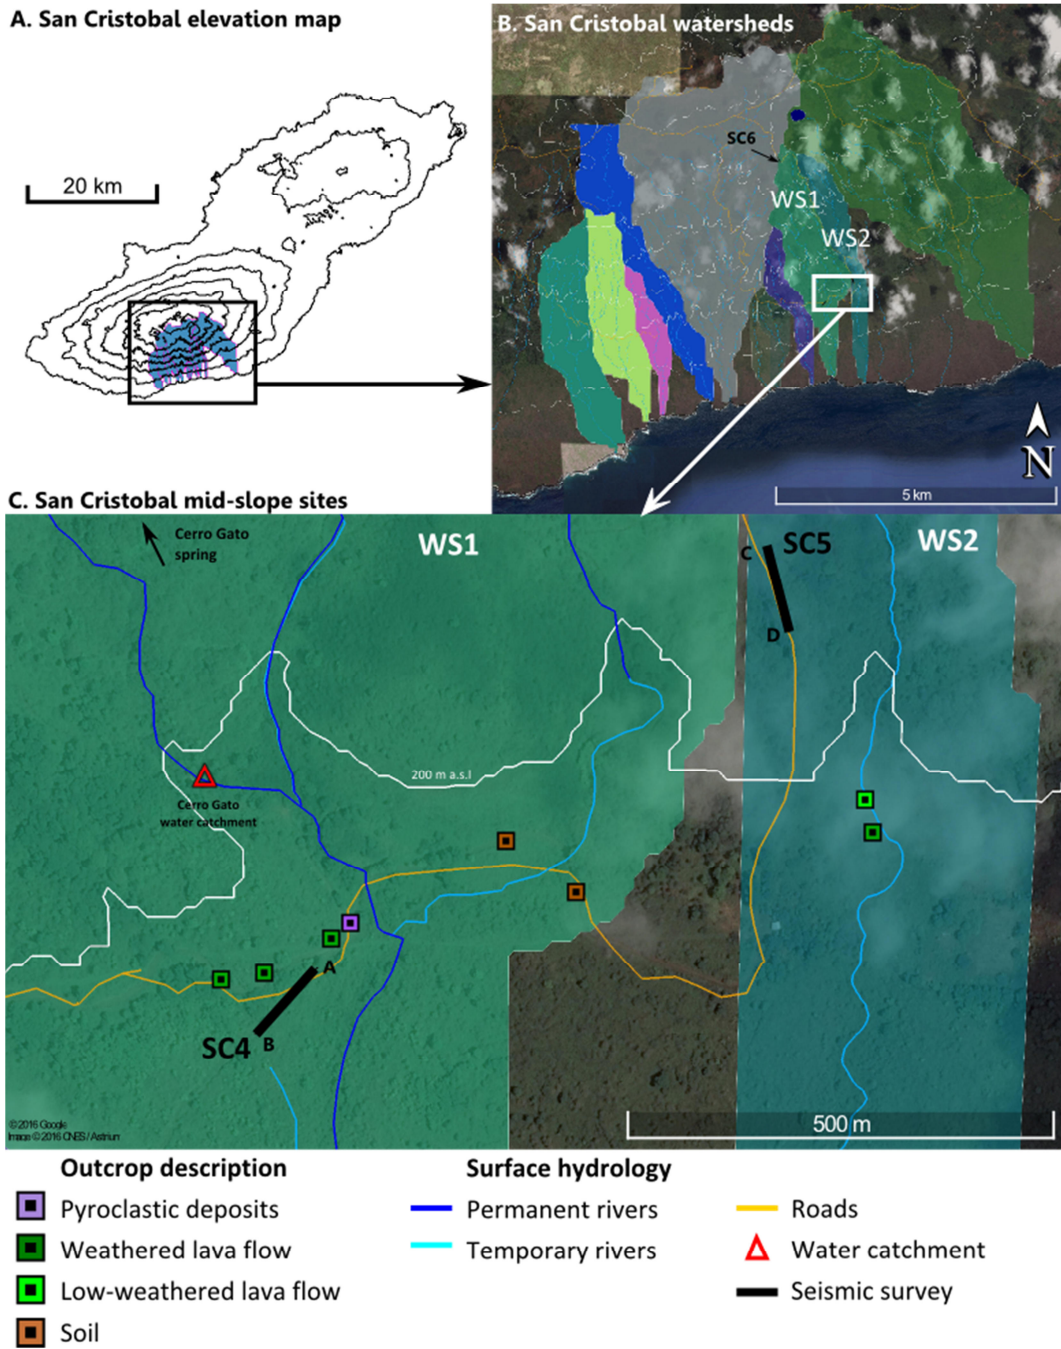 A. San Cristobal elevation map
20 km
B. San Cristobal watersheds
SC6
WS1
WS2
N
5 km
C. San Cristobal mid-slope sites
Cerro Gato
spring
WS1
C
SC5
WS2
D
200 m a.s.l
Cerro Gato
water catchment
A
SC4
B
500 m
© 2016 Google
Image © 2016 CNES / Astrium
Outcrop description
Pyroclastic deposits
Weathered lava flow
Low-weathered lava flow
Soil
Surface hydrology
Permanent rivers
Temporary rivers
Roads
Water catchment
Seismic survey